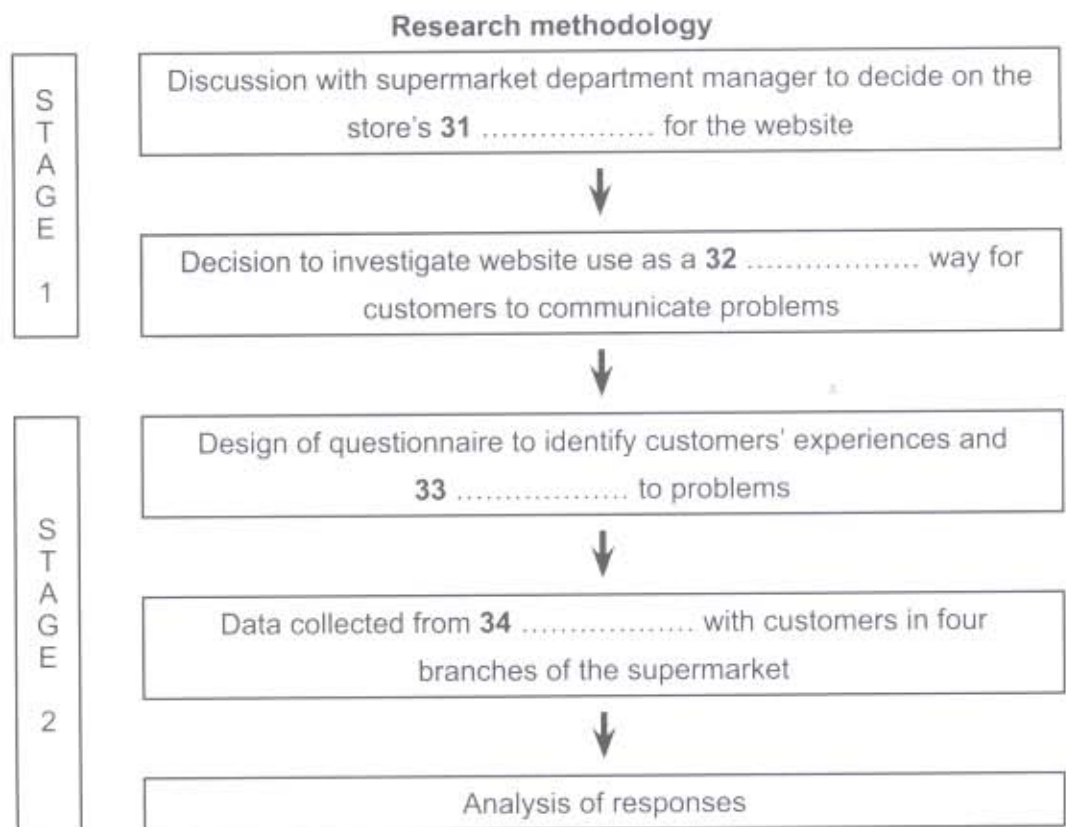 Research methodology
STAGE 1
Discussion with supermarket department manager to decide on the
store's 31 .................. for the website
Decision to investigate website use as a 32 .................. way for
customers to communicate problems
STAGE 2
Design of questionnaire to identify customers' experiences and
33 .................. to problems
Data collected from 34 .................. with customers in four
branches of the supermarket
Analysis of responses